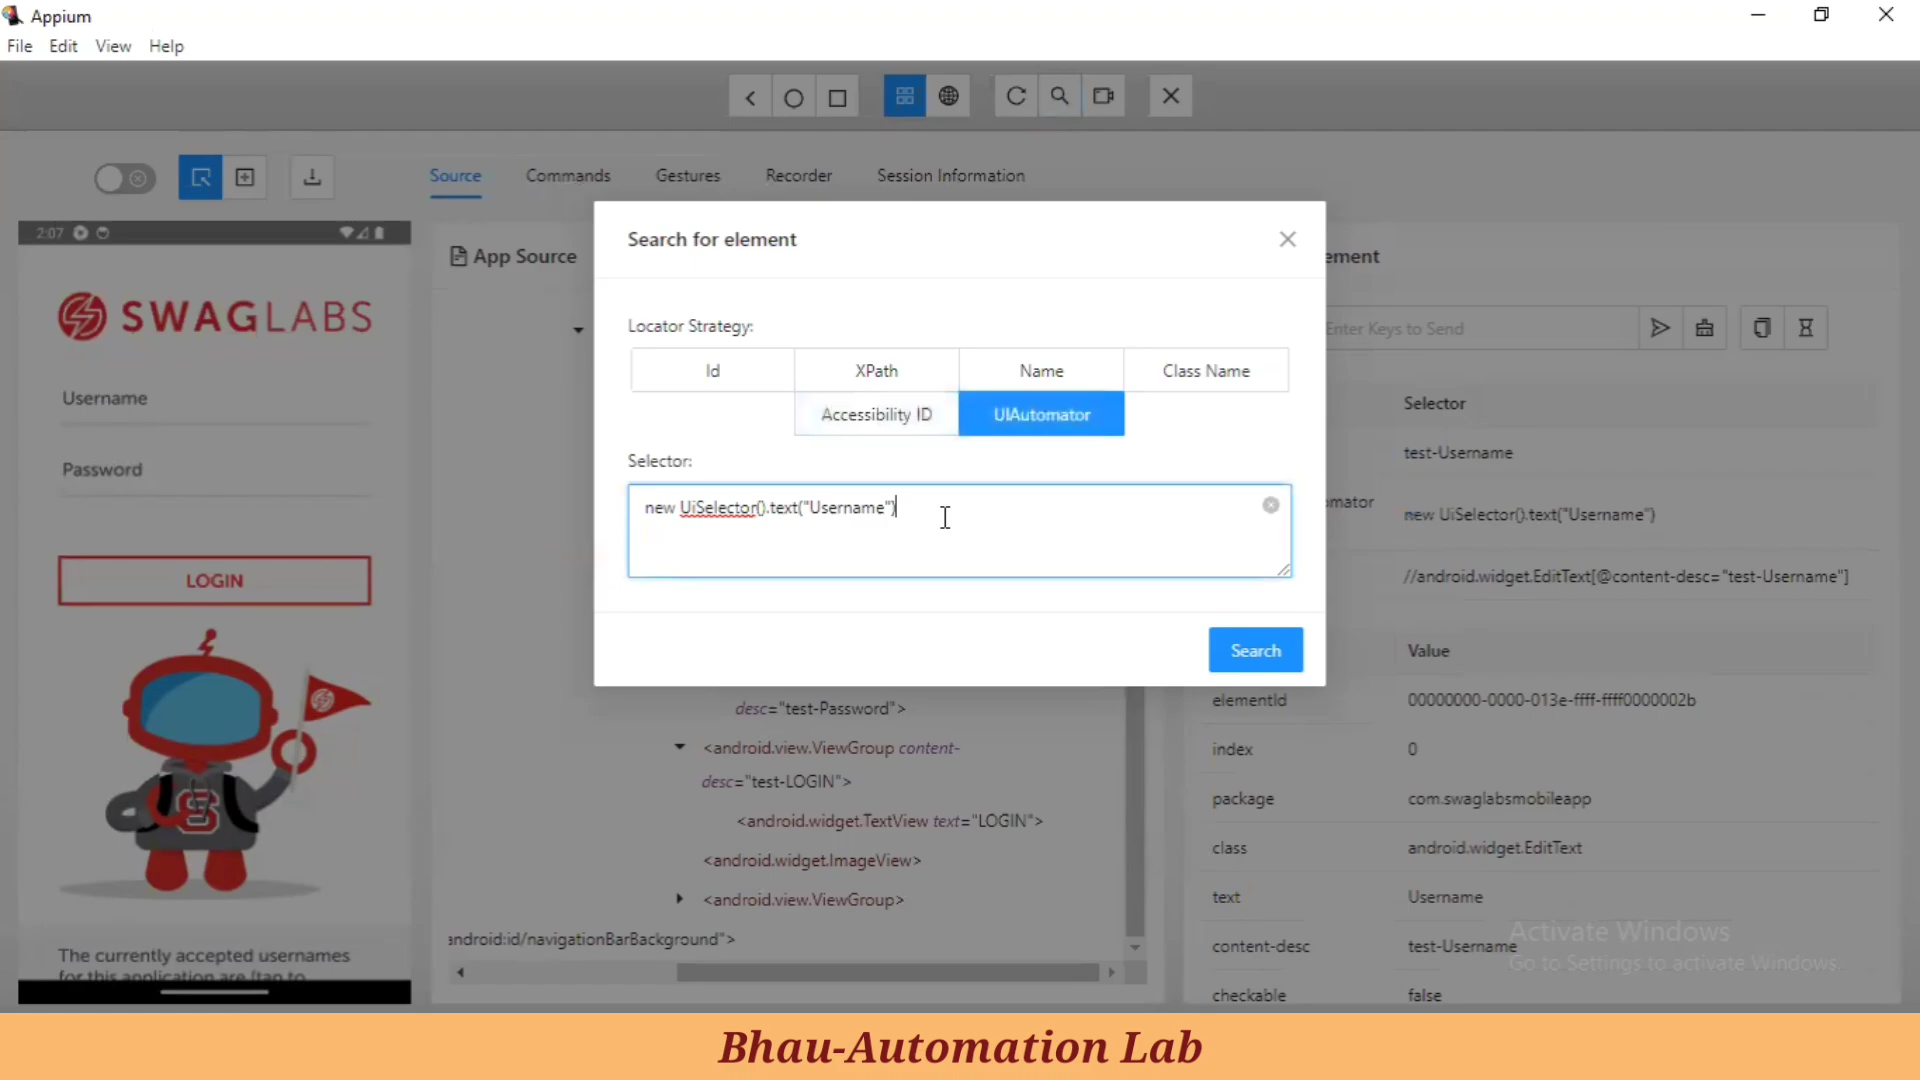 Appium
File Edit View Help
Source Commands Gestures Recorder Session Information
2:07
SWAGLABS
Username
Password
LOGIN
The currently accepted usernames
for this application are (tap to
App Source
Search for element
Locator Strategy:
Id XPath Name Class Name
Accessibility ID UIAutomator
Selector:
new UiSelector().text("Username")
Search
desc="test-Password">
<android.view.ViewGroup content-
desc="test-LOGIN">
<android.widget.TextView text="LOGIN">
<android.widget.ImageView>
<android.view.ViewGroup>
android:id/navigationBarBackground">
ement
Enter Keys to Send
Selector
test-Username
mator new UiSelector().text("Username")
//android.widget.EditText[@content-desc="test-Username"]
Value
elementId 00000000-0000-013e-ffff-ffff0000002b
index 0
package com.swaglabsmobileapp
class android.widget.EditText
text Username
content-desc test-Username
checkable false
Activate Windows
Go to Settings to activate Windows.
Bhau-Automation Lab